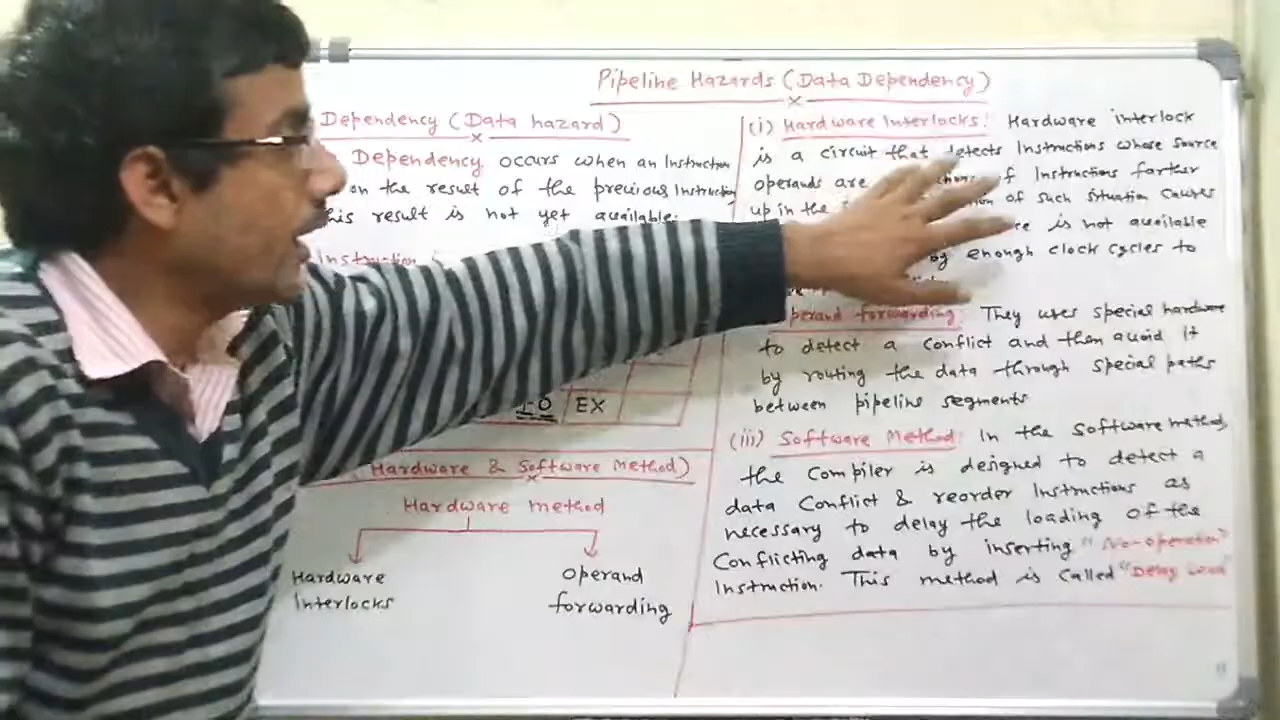 Pipeline Hazards (Data Dependency)
Dependency (Data hazard)
Dependency occurs when an Instruction
on the result of the previous Instruction
his result is not yet available.
Instruction
IO EX
(Hardware & Software Method)
Hardware method
Hardware Operand
Interlocks forwarding
(i) Hardware Interlocks: Hardware interlock
is a circuit that detects Instructions whose source
operands are of Instructions farther
up in the of such situation causes
is not available
enough clock cycles to
perand forwarding: They uses special hardware
to detect a conflict and then avoid it
by routing the data through special paths
between pipeline segments
(iii) Software Method: In the Software method,
the Compiler is designed to detect a
data Conflict & reorder Instructions as
necessary to delay the loading of the
Conflicting data by inserting "No-operation"
Instruction. This method is called "Delay Load"